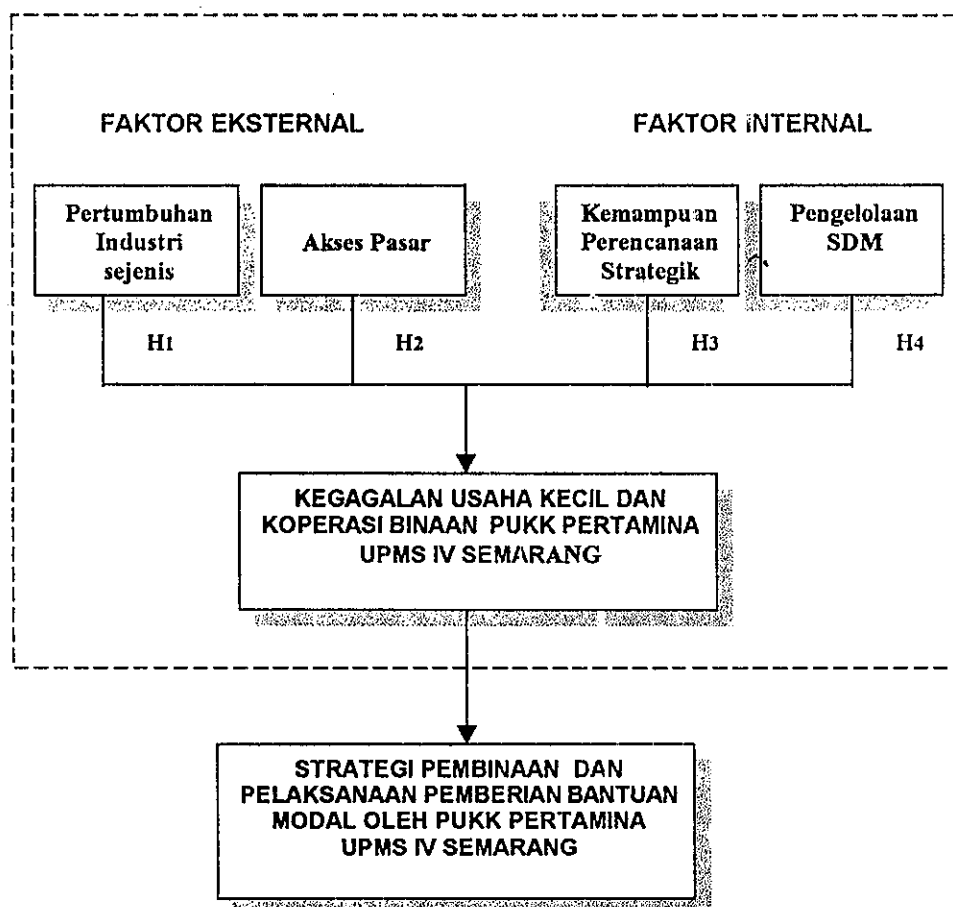 FAKTOR EKSTERNAL
FAKTOR INTERNAL
Pertumbuhan
Industri
sejenis
Akses Pasar
Kemampuan
Perencanaan
Strategik
Pengelolaan
SDM
H1
H2
H3
H4
KEGAGALAN USAHA KECIL DAN
KOPERASI BINAAN PUKK PERTAMINA
UPMS IV SEMARANG
STRATEGI PEMBINAAN DAN
PELAKSANAAN PEMBERIAN BANTUAN
MODAL OLEH PUKK PERTAMINA
UPMS IV SEMARANG